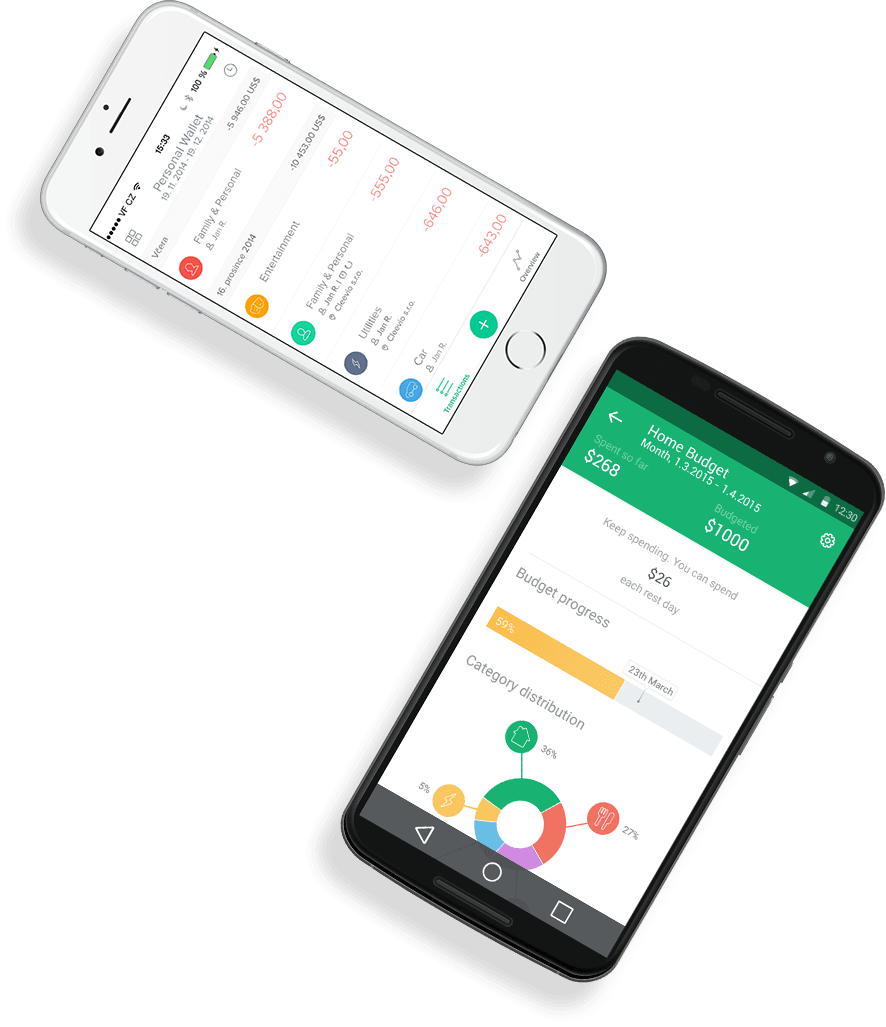 VF CZ 15:33 100 %
Personal Wallet
19. 11. 2014 - 19. 12. 2014
Včera -5 946,00 US$
Family & Personal -5 388,00
Jan R.
16. prosince 2014 -10 453,00 US$
Entertainment -55,00
Family & Personal -555,00
Jan R. |
Cleevio s.r.o.
Utilities -646,00
Jan R.
Cleevio s.r.o.
Car -643,00
Jan R.
Transactions
Overview
12:30
Home Budget
Month, 1.3.2015 - 1.4.2015
Spent so far Budgeted
$268 $1000
Keep spending. You can spend
$26
each rest day
Budget progress
59%
23th March
Category distribution
36%
5%
27%